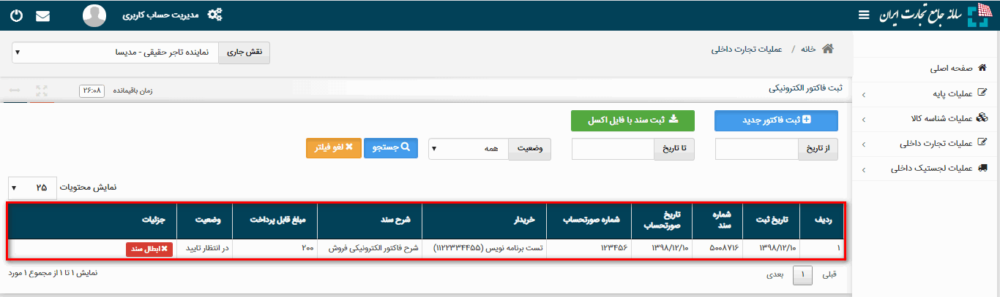 سامانه جامع تجارت ایران
مدیریت حساب کاربری
صفحه اصلی
عملیات پایه
عملیات شناسه کالا
عملیات تجارت داخلی
عملیات لجستیک داخلی
خانه / عملیات تجارت داخلی
نقش جاری نماینده تاجر حقیقی - مدیسا
ثبت فاکتور الکترونیکی
زمان باقیمانده ۲۶:۰۸
ثبت فاکتور جدید ثبت سند با فایل اکسل
از تاریخ تا تاریخ وضعیت همه جستجو لغو فیلتر
نمایش محتویات ۲۵
ردیف تاریخ ثبت شماره سند تاریخ صورتحساب شماره صورتحساب خریدار شرح سند مبلغ قابل پرداخت وضعیت جزئیات
۱ ۱۳۹۸/۱۲/۱۰ ۵۰۰۸۷۱۶ ۱۳۹۸/۱۲/۱۰ ۱۲۳۴۵۶ تست برنامه نویس (۱۱۲۲۳۳۴۴۵۵) شرح فاکتور الکترونیکی فروش ۲۰۰ در انتظار تایید ابطال سند
قبلی ۱ بعدی
نمایش ۱ تا ۱ از مجموع ۱ مورد